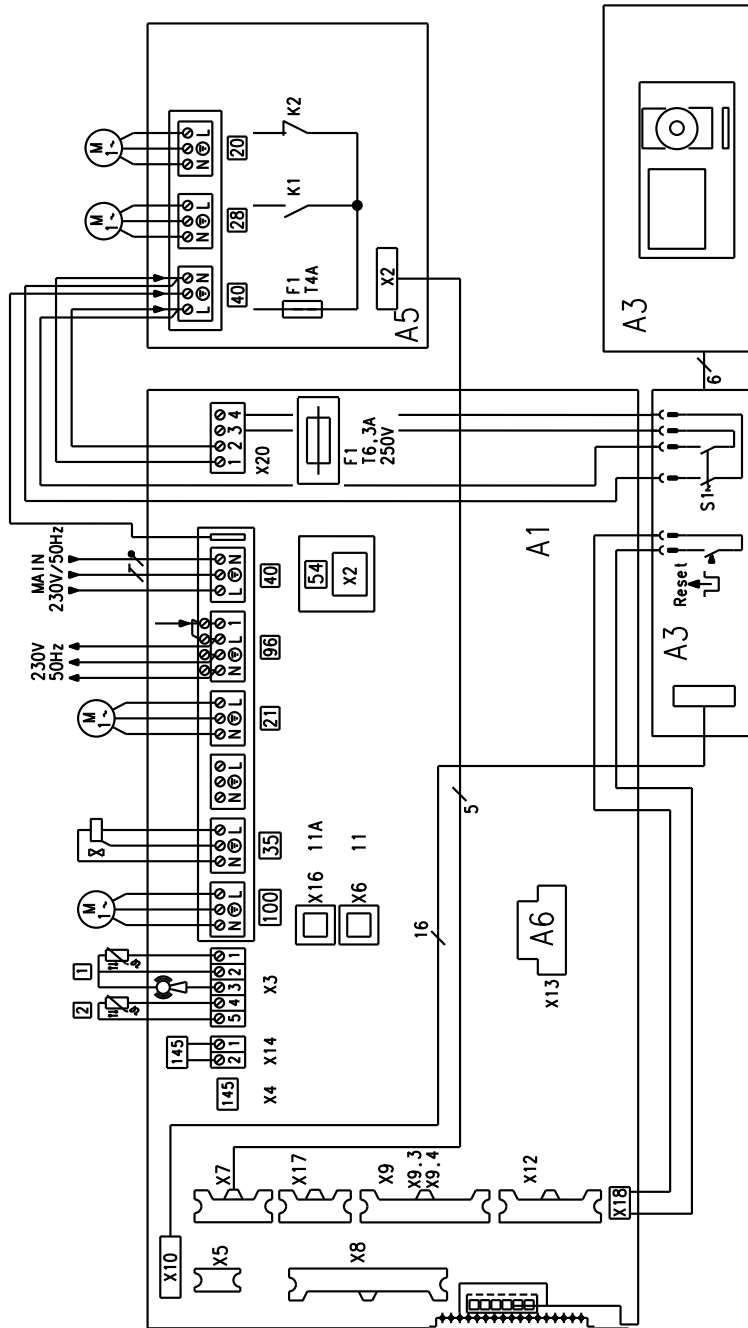 M
1~
M
1~
L
N
L
N
N
L
20
28
40
K2
K1
F1
T4A
X2
A5
A3
6
4
3
2
1
X20
F1
T6,3A
250V
S1
A1
Reset
A3
MAIN
230V/50Hz
N
L
40
54
X2
230V
50Hz
1
L
N
96
M
1~
L
N
21
L
N
L
N
35
X16 11A
X6 11
M
1~
L
N
100
5
16
A6
X13
1
2
1
2
3
4
5
X3
145
1
2
X14
145
X4
X7
X17
X9
X9.3
X9.4
X12
X18
X10
X5
X8